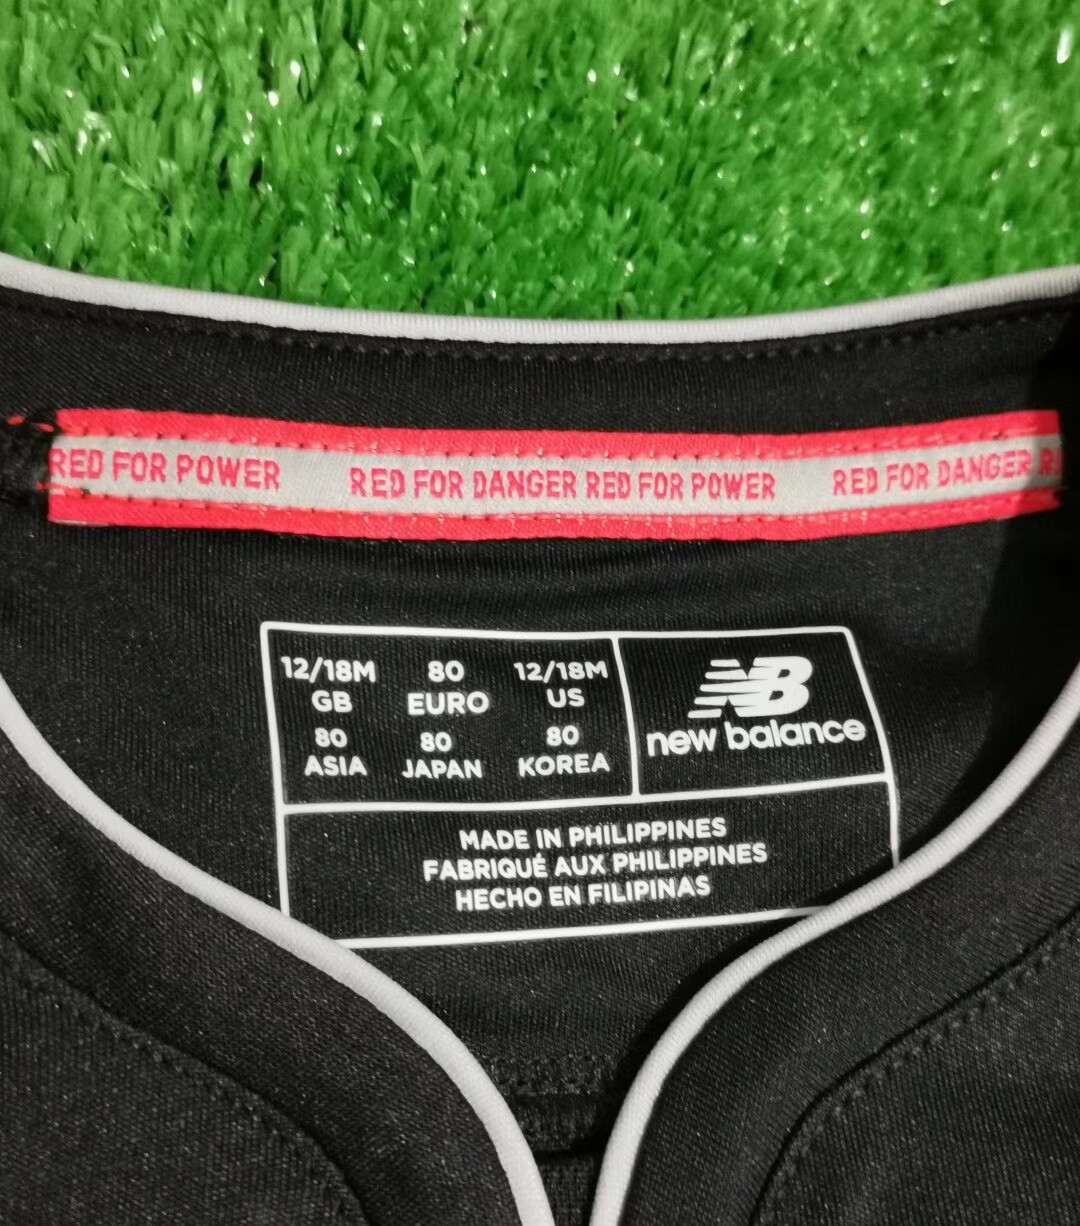 RED FOR POWER RED FOR DANGER RED FOR POWER RED FOR DANGER
12/18M 80 12/18M
GB EURO US
80 80 80
ASIA JAPAN KOREA
NB
new balance
MADE IN PHILIPPINES
FABRIQUÉ AUX PHILIPPINES
HECHO EN FILIPINAS